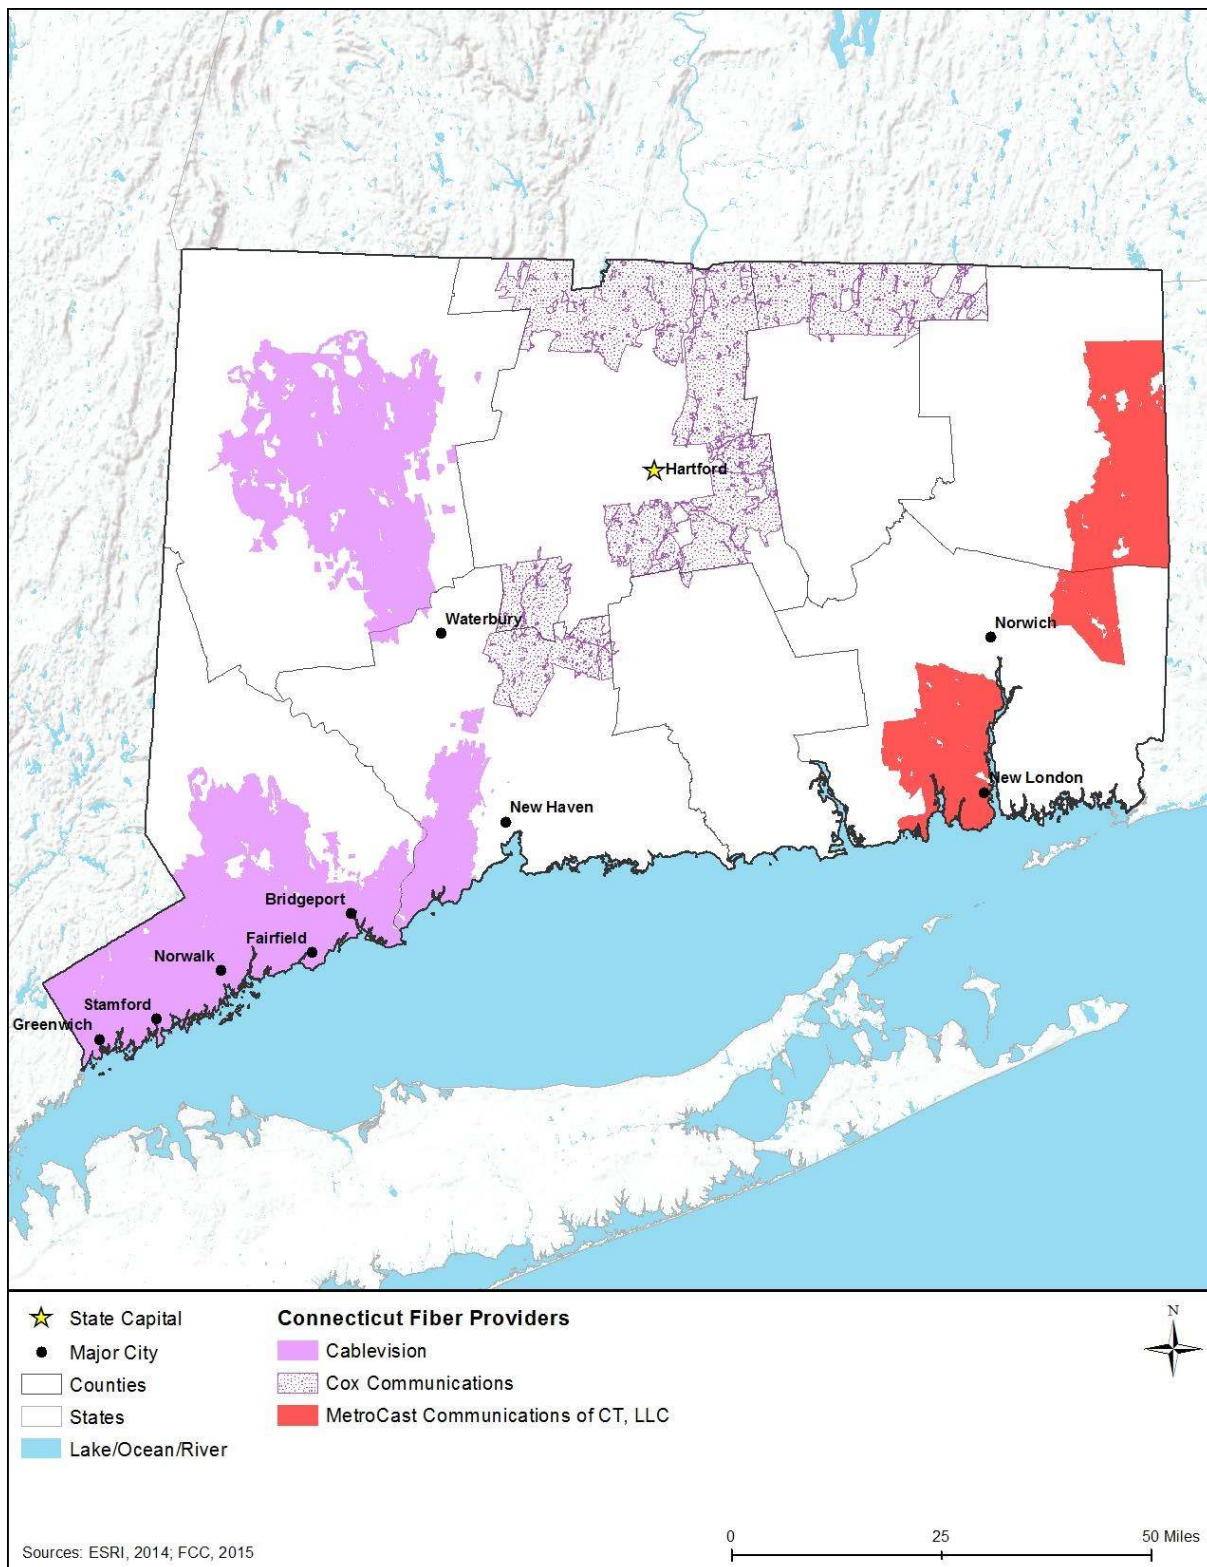 Hartford
Waterbury
Norwich
New London
New Haven
Bridgeport
Fairfield
Norwalk
Stamford
Greenwich
State Capital
Major City
Counties
States
Lake/Ocean/River
Connecticut Fiber Providers
Cablevision
Cox Communications
MetroCast Communications of CT, LLC
N
Sources: ESRI, 2014; FCC, 2015
0 25 50 Miles